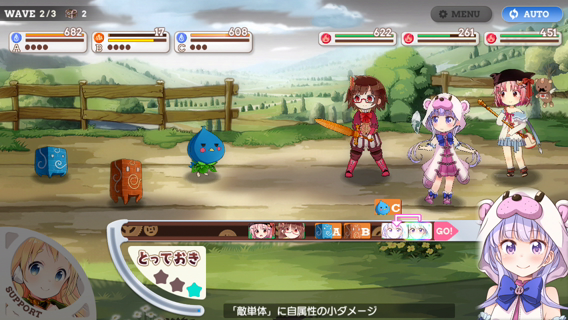 WAVE 2/3 2
MENU
AUTO
682
A
17
B
608
C
622
261
451
C
A
B
GO!
とっておき
SUPPORT
「敵単体」に自属性の小ダメージ